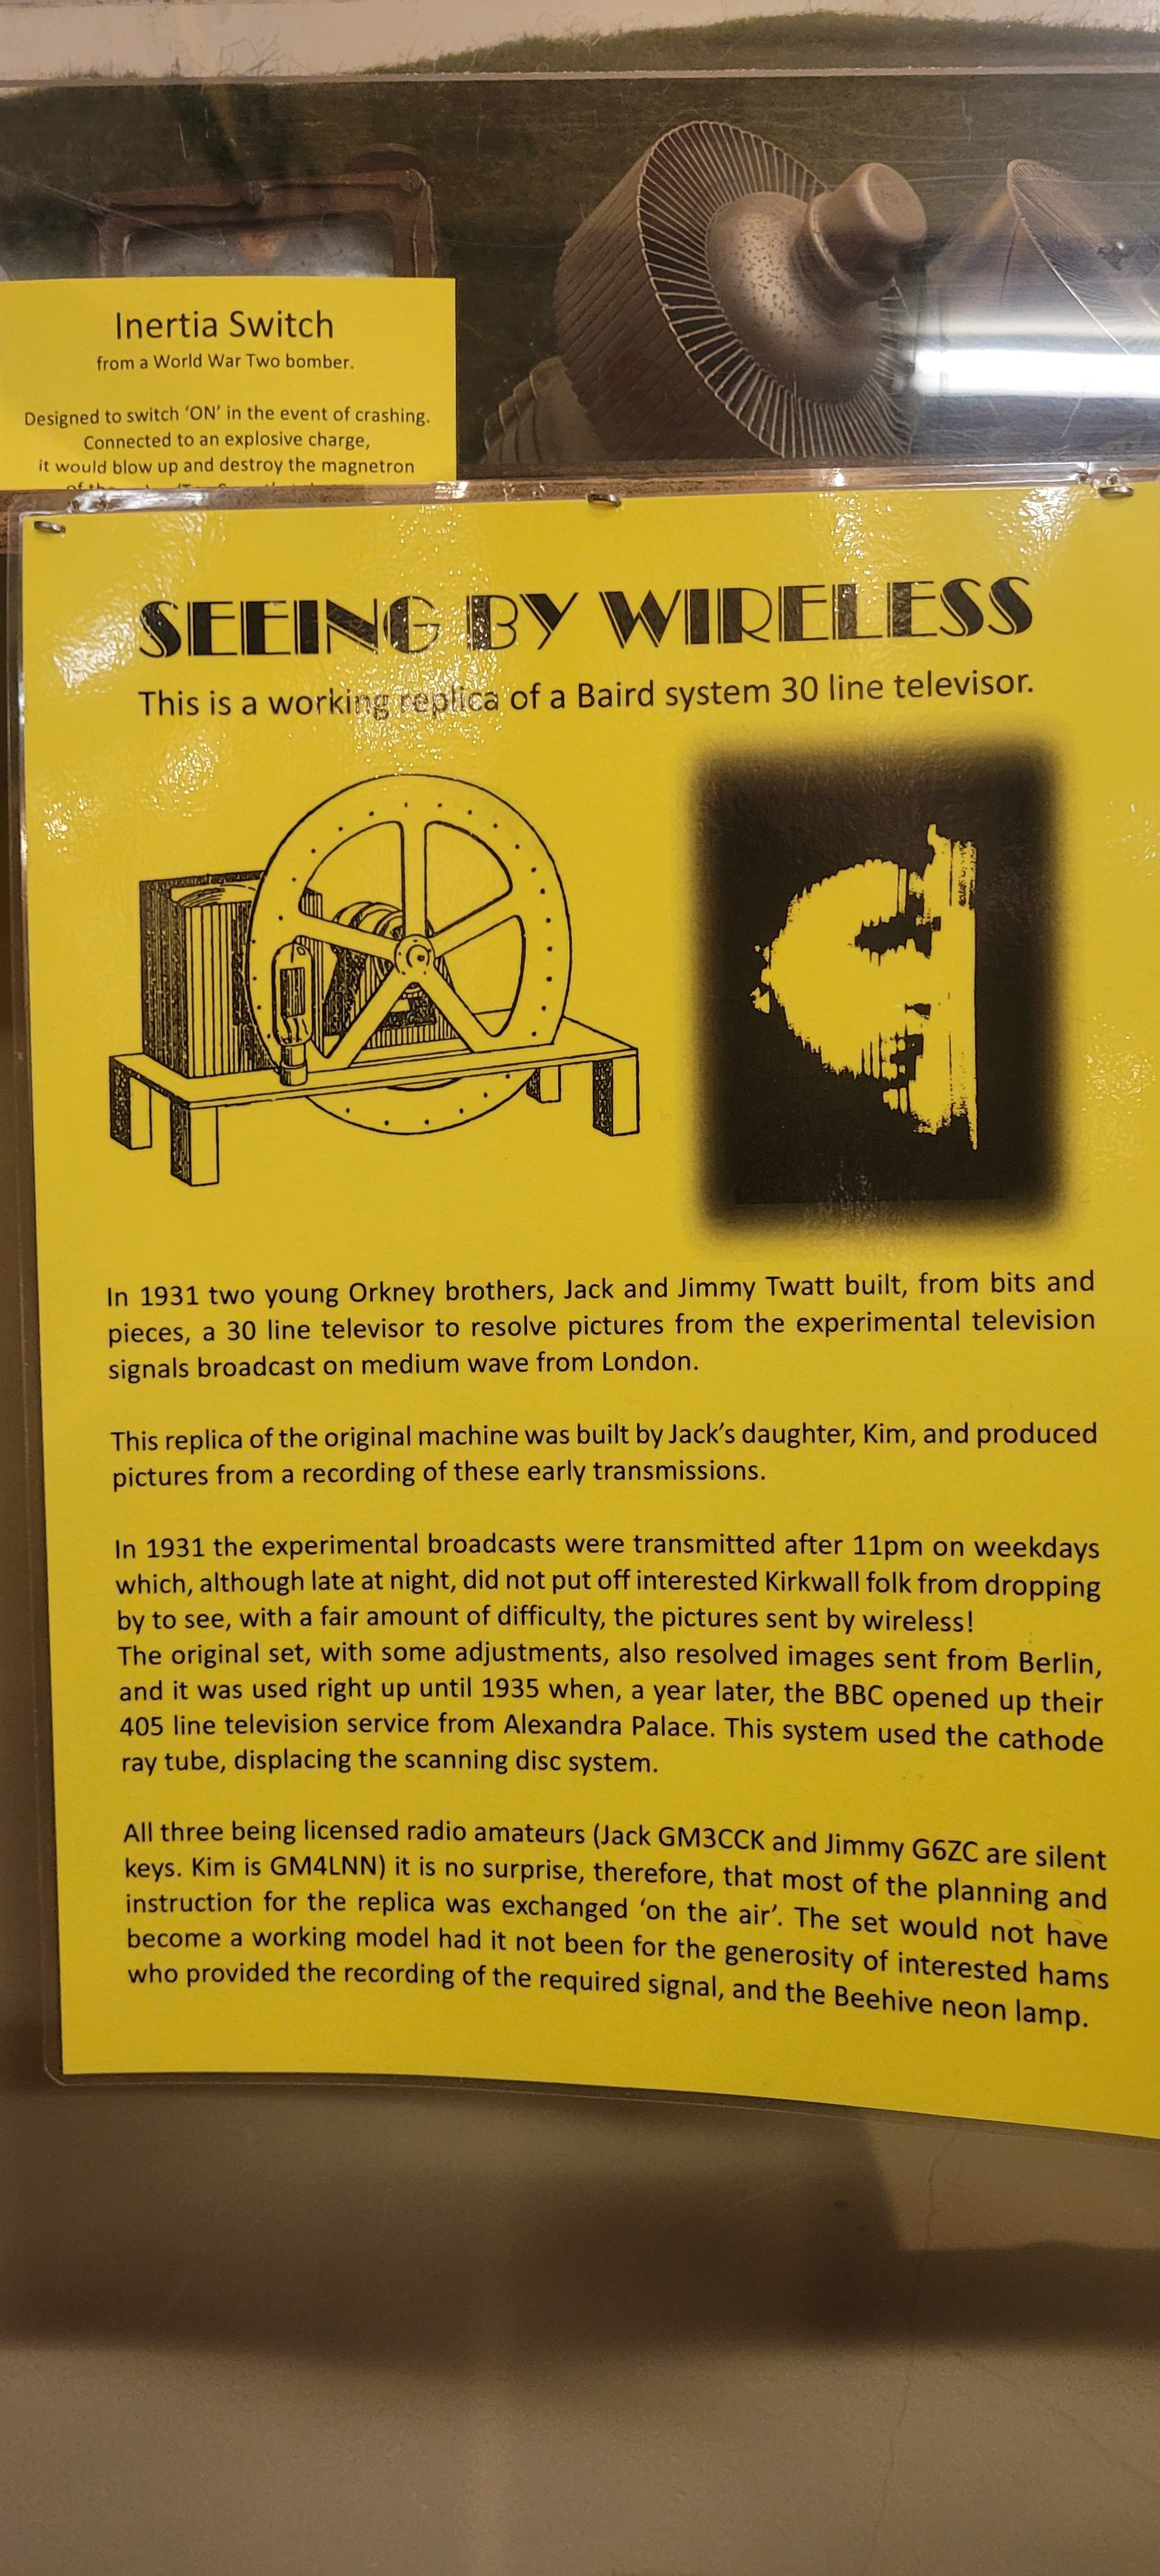 Inertia Switch
from a World War Two bomber.
Designed to switch ‘ON’ in the event of crashing.
Connected to an explosive charge,
it would blow up and destroy the magnetron
of the
SEEING BY WIRELESS
This is a working replica of a Baird system 30 line televisor.
In 1931 two young Orkney brothers, Jack and Jimmy Twatt built, from bits and
pieces, a 30 line televisor to resolve pictures from the experimental television
signals broadcast on medium wave from London.
This replica of the original machine was built by Jack’s daughter, Kim, and produced
pictures from a recording of these early transmissions.
In 1931 the experimental broadcasts were transmitted after 11pm on weekdays
which, although late at night, did not put off interested Kirkwall folk from dropping
by to see, with a fair amount of difficulty, the pictures sent by wireless!
The original set, with some adjustments, also resolved images sent from Berlin,
and it was used right up until 1935 when, a year later, the BBC opened up their
405 line television service from Alexandra Palace. This system used the cathode
ray tube, displacing the scanning disc system.
All three being licensed radio amateurs (Jack GM3CCK and Jimmy G6ZC are silent
keys. Kim is GM4LNN) it is no surprise, therefore, that most of the planning and
instruction for the replica was exchanged ‘on the air’. The set would not have
become a working model had it not been for the generosity of interested hams
who provided the recording of the required signal, and the Beehive neon lamp.